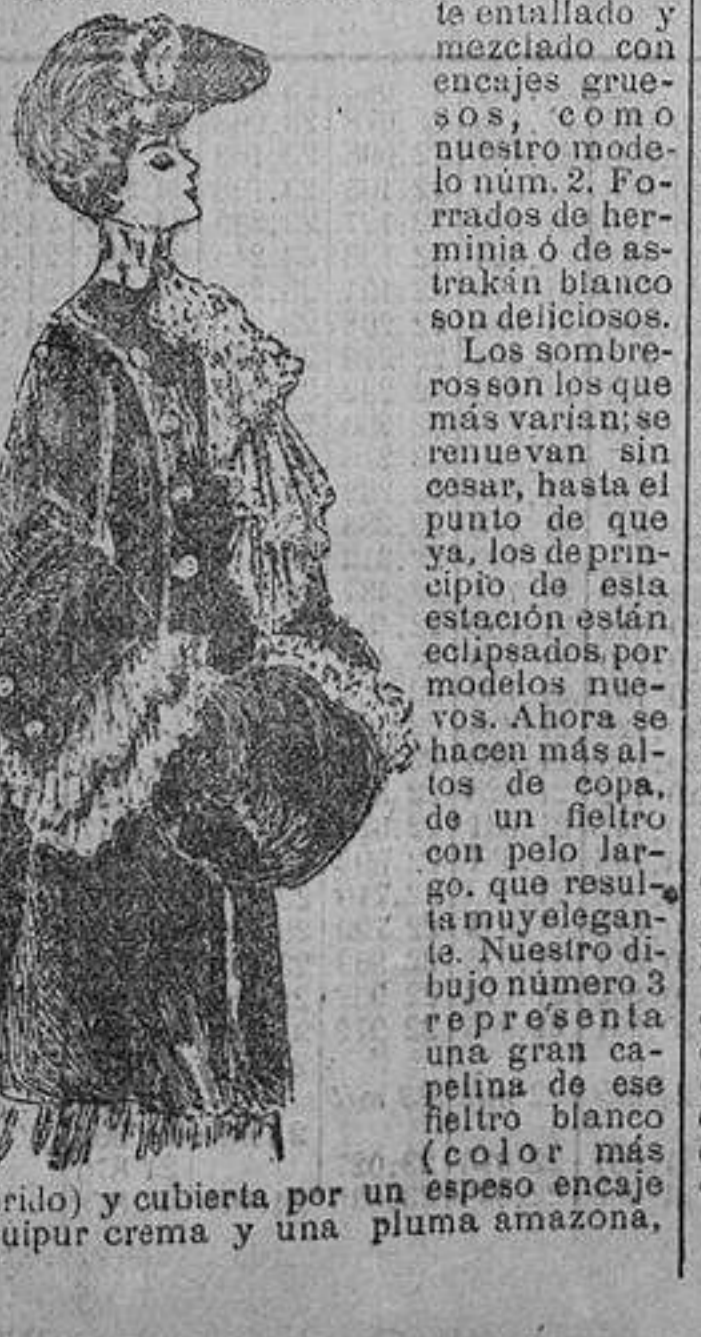 te entallado y
mezclado con
encajes grue-
sos, como
nuestro mode-
lo núm. 2. Fo-
rrados de her-
minia ó de as-
trakán blanco
son deliciosos.
Los sombre-
ros son los que
más varían; se
renuevan sin
cesar, hasta el
punto de que
ya, los de prin-
cipio de esta
estación están
eclipsados por
modelos nue-
vos. Ahora se
hacen más al-
tos de copa,
de un fieltro
con pelo lar-
go. que resul-
ta muy elegan-
te. Nuestro di-
bujo número 3
representa
una gran ca-
pelina de ese
fieltro blanco
(color más
rido) y cubierta por un espeso encaje
uipur crema y una pluma amazona,